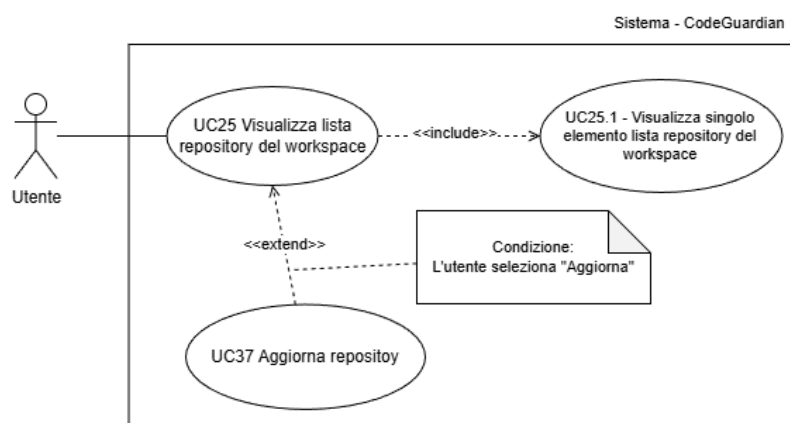 Sistema - CodeGuardian
UC25 Visualizza lista
repository del workspace
<<include>>
UC25.1 - Visualizza singolo
elemento lista repository del
workspace
Utente
<<extend>>
Condizione:
L'utente seleziona "Aggiorna"
UC37 Aggiorna repositoy